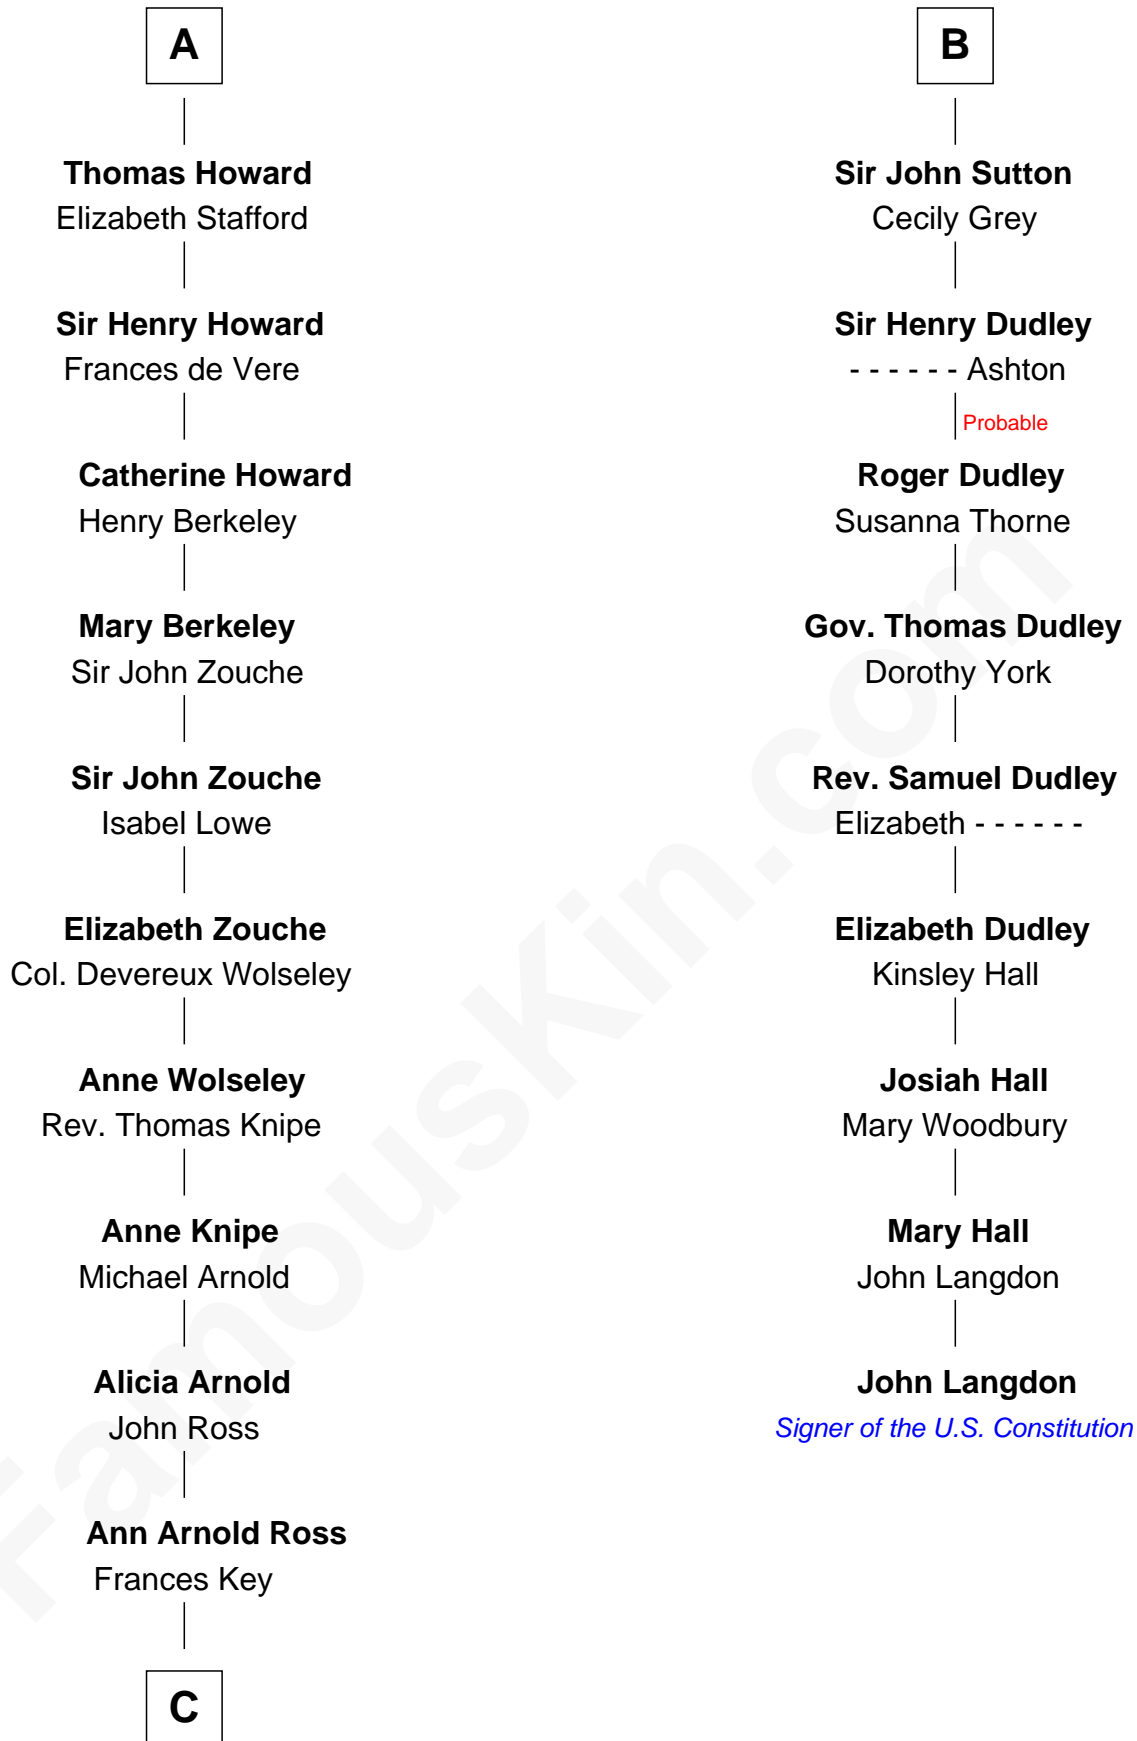 A
Thomas Howard
Elizabeth Stafford
Sir Henry Howard
Frances de Vere
Catherine Howard
Henry Berkeley
Mary Berkeley
Sir John Zouche
Sir John Zouche
Isabel Lowe
Elizabeth Zouche
Col. Devereux Wolseley
Anne Wolseley
Rev. Thomas Knipe
Anne Knipe
Michael Arnold
Alicia Arnold
John Ross
Ann Arnold Ross
Frances Key
C
B
Sir John Sutton
Cecily Grey
Sir Henry Dudley
- - - - - - Ashton
Probable
Roger Dudley
Susanna Thorne
Gov. Thomas Dudley
Dorothy York
Rev. Samuel Dudley
Elizabeth - - - - - -
Elizabeth Dudley
Kinsley Hall
Josiah Hall
Mary Woodbury
Mary Hall
John Langdon
John Langdon
Signer of the U.S. Constitution
FamousKin.com